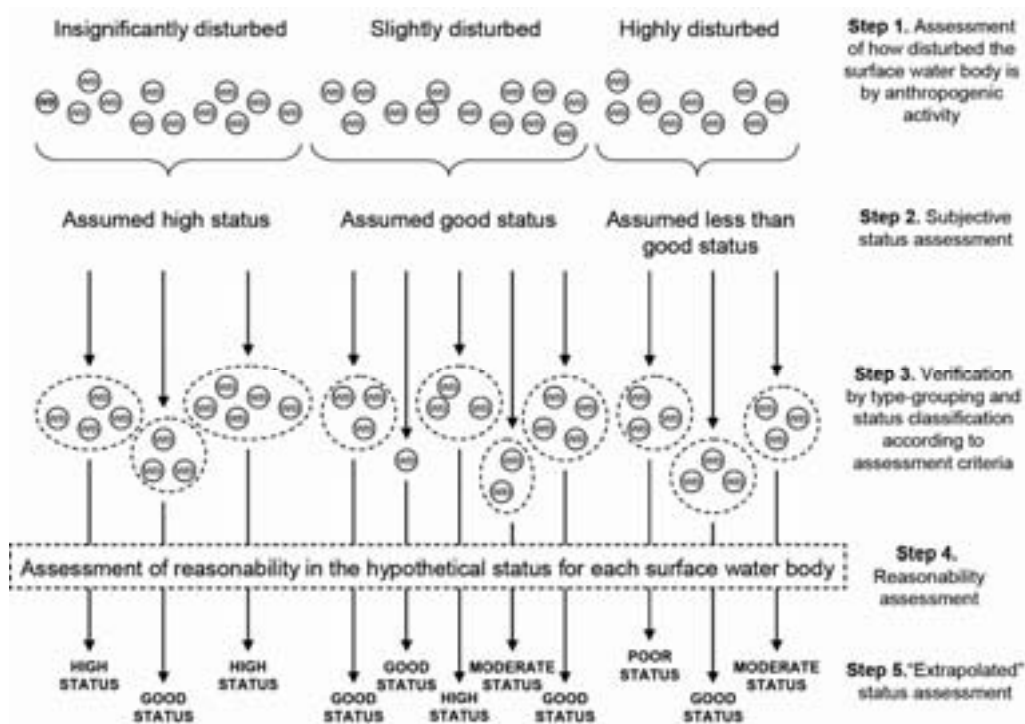 Insignificantly disturbed
Slightly disturbed
Highly disturbed
Step 1. Assessment
of how disturbed the
surface water body is
by anthropogenic
activity
Assumed high status
Assumed good status
Assumed less than
good status
Step 2. Subjective
status assessment
Step 3. Verification
by type-grouping and
status classification
according to
assessment criteria
Assessment of reasonability in the hypothetical status for each surface water body
Step 4.
Reasonability
assessment
HIGH
STATUS
GOOD
STATUS
HIGH
STATUS
GOOD
STATUS
GOOD
STATUS
HIGH
STATUS
MODERATE
STATUS
GOOD
STATUS
POOR
STATUS
GOOD
STATUS
MODERATE
STATUS
Step 5."Extrapolated"
status assessment